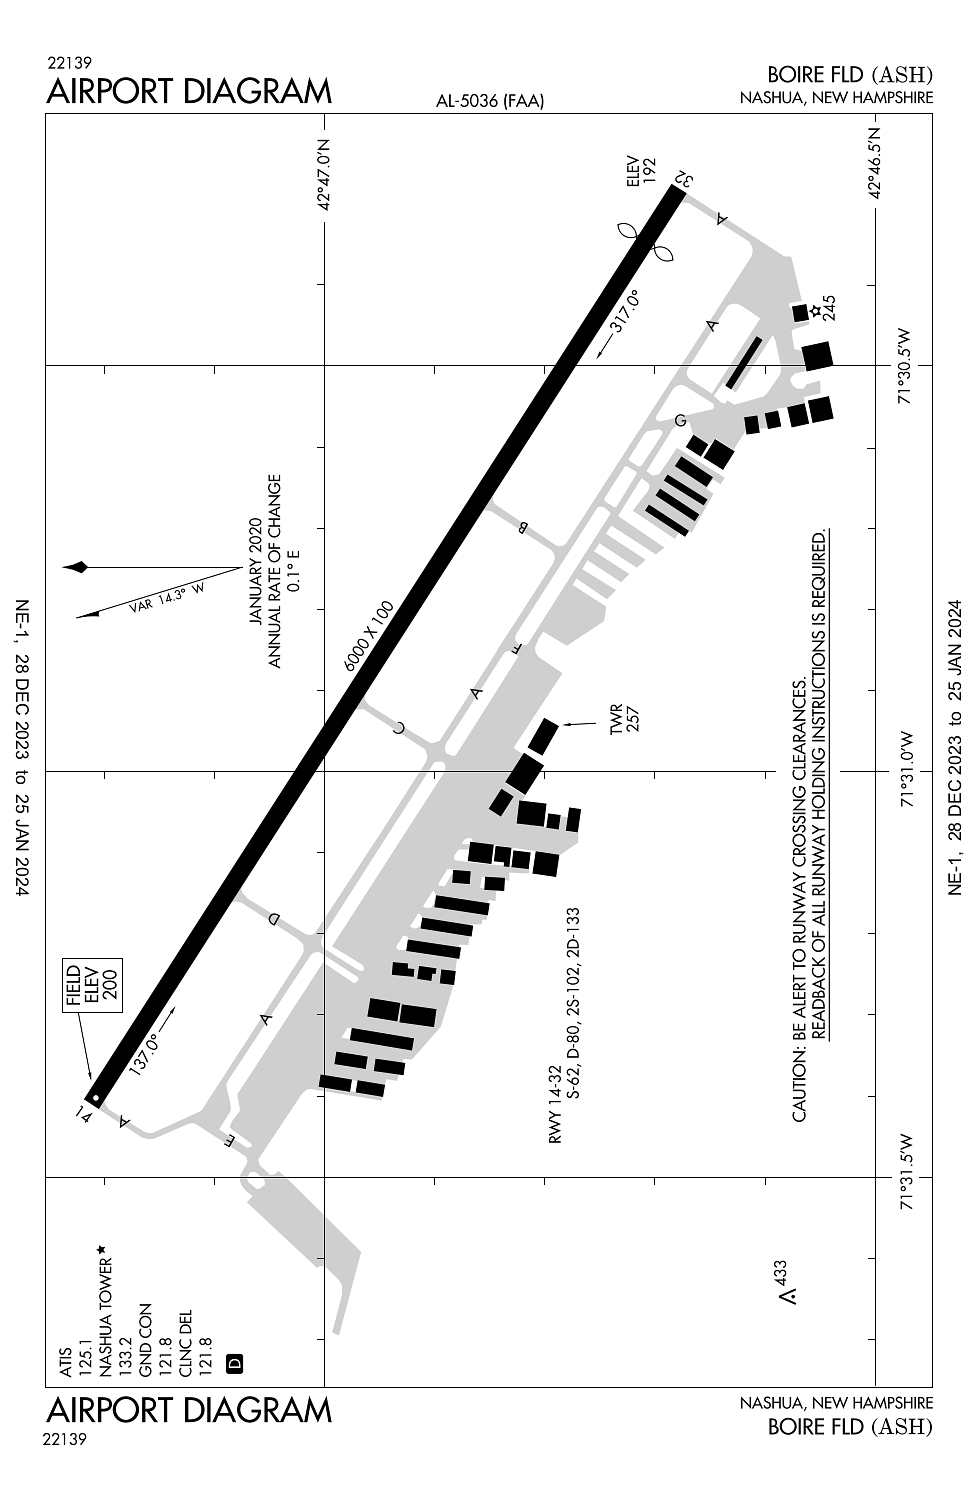 22139
AIRPORT DIAGRAM
AL-5036 (FAA)
BOIRE FLD (ASH)
NASHUA, NEW HAMPSHIRE
42°47.0'N
42°46.5'N
ELEV
192
32
A
317.0°
A
245
71°30.5'W
G
B
JANUARY 2020
ANNUAL RATE OF CHANGE
0.1° E
VAR 14.3° W
6000 X 100
F
A
C
TWR
257
71°31.0'W
D
FIELD
ELEV
200
137.0°
A
14
A
E
RWY 14-32
S-62, D-80, 2S-102, 2D-133
CAUTION: BE ALERT TO RUNWAY CROSSING CLEARANCES.
READBACK OF ALL RUNWAY HOLDING INSTRUCTIONS IS REQUIRED.
71°31.5'W
433
ATIS
125.1
NASHUA TOWER★
133.2
GND CON
121.8
CLNC DEL
121.8
D
NE-1, 28 DEC 2023 to 25 JAN 2024
NE-1, 28 DEC 2023 to 25 JAN 2024
AIRPORT DIAGRAM
22139
NASHUA, NEW HAMPSHIRE
BOIRE FLD (ASH)